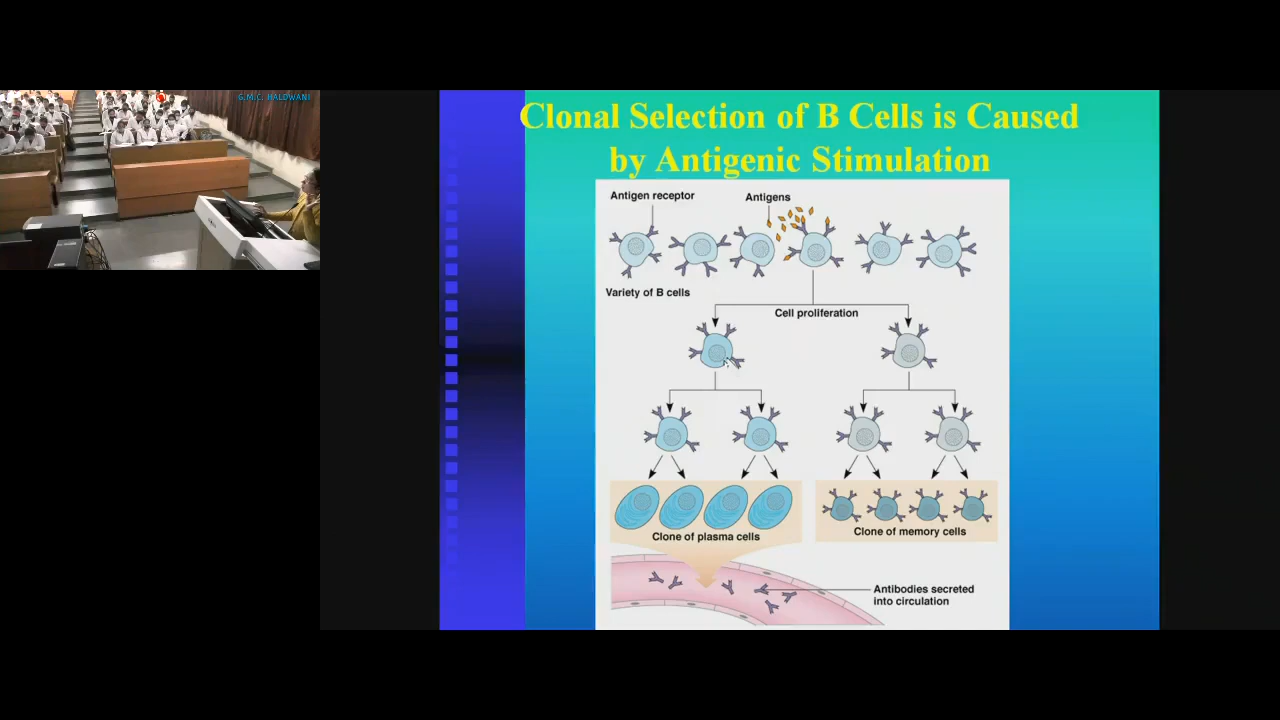 G.M.C. HALDWANI
Clonal Selection of B Cells is Caused
by Antigenic Stimulation
Antigen receptor
Antigens
Variety of B cells
Cell proliferation
Clone of plasma cells
Clone of memory cells
Antibodies secreted
into circulation